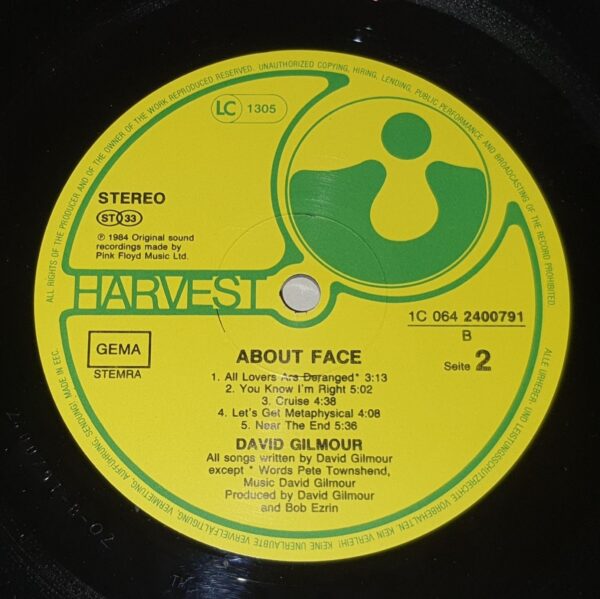 ALL RIGHTS OF THE PRODUCER AND OF THE OWNER OF THE WORK REPRODUCED RESERVED. UNAUTHORIZED COPYING, HIRING, LENDING, PUBLIC PERFORMANCE AND BROADCASTING OF THE RECORD PROHIBITED.
LC 1305
STEREO
ST 33
℗ 1984 Original sound
recordings made by
Pink Floyd Music Ltd.
HARVEST
1C 064 2400791
B
GEMA
STEMRA
Seite 2
ABOUT FACE
1. All Lovers Are Deranged* 3:13
2. You Know I'm Right 5:02
3. Cruise 4:38
4. Let's Get Metaphysical 4:08
5. Near The End 5:36
DAVID GILMOUR
All songs written by David Gilmour
except * Words Pete Townshend,
Music David Gilmour
Produced by David Gilmour
and Bob Ezrin
ALLE URHEBER- UND LEISTUNGSSCHUTZRECHTE VORBEHALTEN. KEIN VERLEIH! KEINE UNERLAUBTE VERVIELFÄLTIGUNG, VERMIETUNG, AUFFÜHRUNG, SENDUNG! MADE IN EEC.